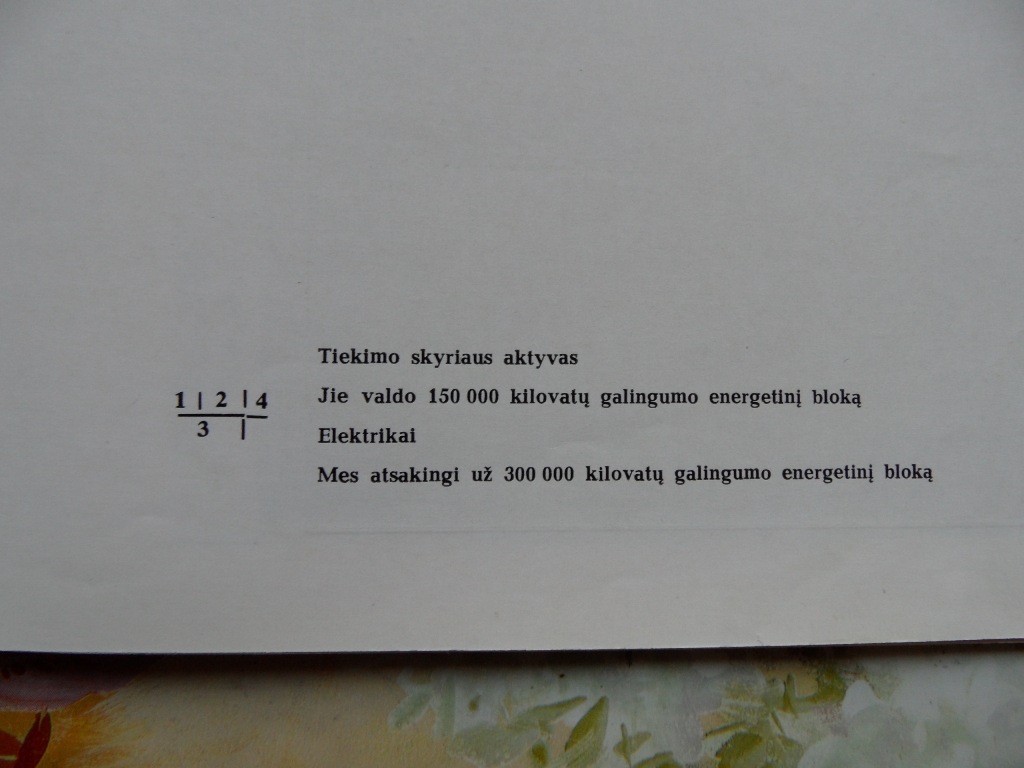 Tiekimo skyriaus aktyvas
1 | 2 | 4
3 |
Jie valdo 150 000 kilovatų galingumo energetinį bloką
Elektrikai
Mes atsakingi už 300 000 kilovatų galingumo energetinį bloką